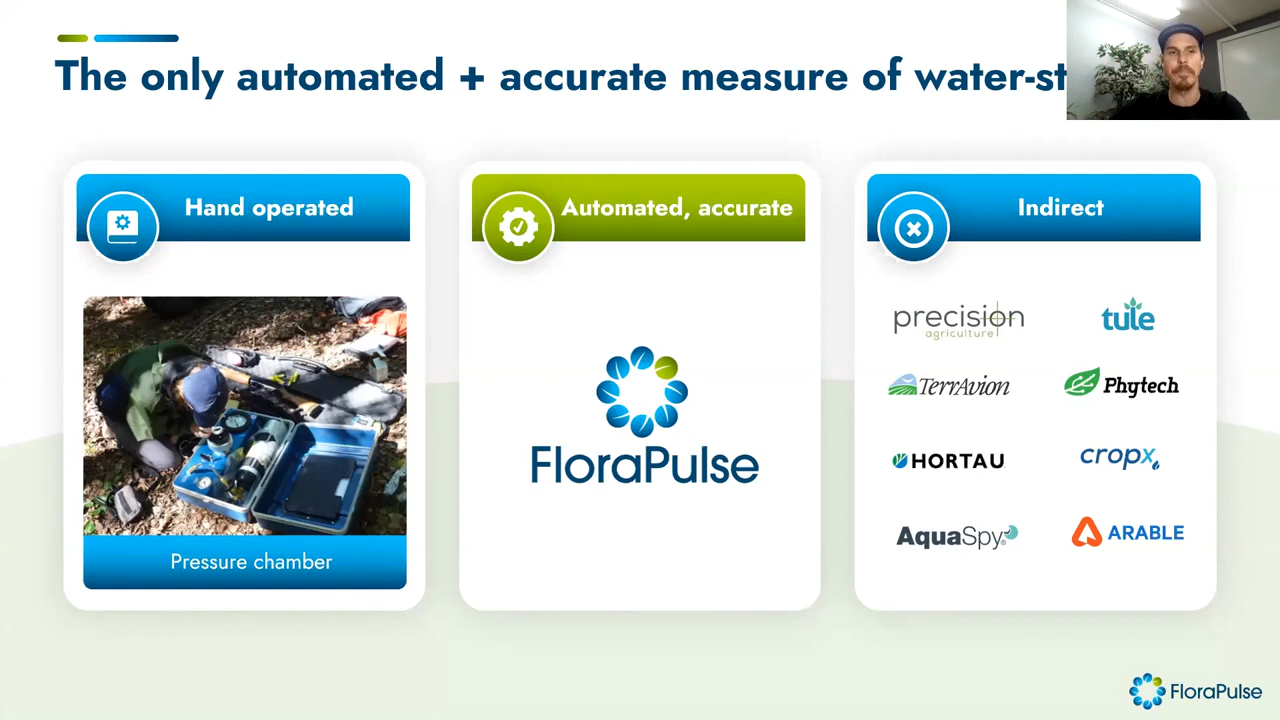 The only automated + accurate measure of water-st
Hand operated
Pressure chamber
Automated, accurate
FloraPulse
Indirect
precision
agriculture
tule
TerrAvion
Phytech
HORTAU
cropx
AquaSpy
ARABLE
FloraPulse